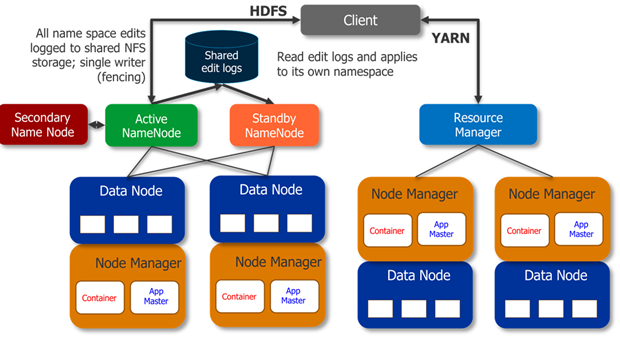 HDFS
Client
YARN
All name space edits
logged to shared NFS
storage; single writer
(fencing)
Shared
edit logs
Read edit logs and applies
to its own namespace
Secondary
Name Node
Active
NameNode
Standby
NameNode
Resource
Manager
Data Node
Data Node
Node Manager
Container
App
Master
Node Manager
Container
App
Master
Node Manager
Container
App
Master
Node Manager
Container
App
Master
Data Node
Data Node